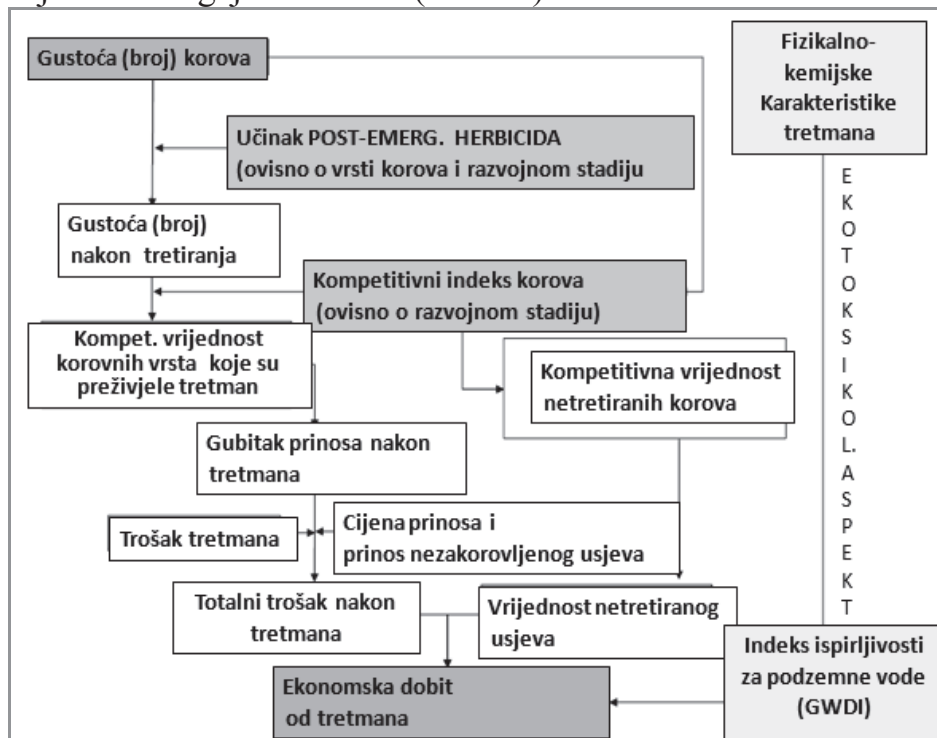 Gustoća (broj) korova
Fizikalno-
kemijske
Karakteristike
tretmana
Učinak POST-EMERG. HERBICIDA
(ovisno o vrsti korova i razvojnom stadiju
Gustoća (broj)
nakon tretiranja
Kompetitivni indeks korova
(ovisno o razvojnom stadiju)
Kompet. vrijednost
korovnih vrsta koje su
preživjele tretman
Kompetitivna vrijednost
netretiranih korova
EKOTOKSIKOL. ASPEKT
Gubitak prinosa nakon
tretmana
Trošak tretmana
Cijena prinosa i
prinos nezakorovljenog usjeva
Totalni trošak nakon
tretmana
Vrijednost netretiranog
usjeva
Indeks ispirljivosti
za podzemne vode
(GWDI)
Ekonomska dobit
od tretmana